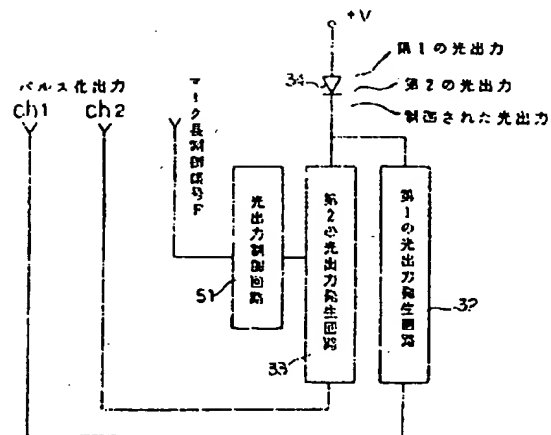 +V
第1の光出力
第2の光出力
制御された光出力
34
パルス化出力
ch1
ch2
マーク長制御信号F
光出力制御回路
51
第2の光出力発生回路
33
第1の光出力発生回路
32